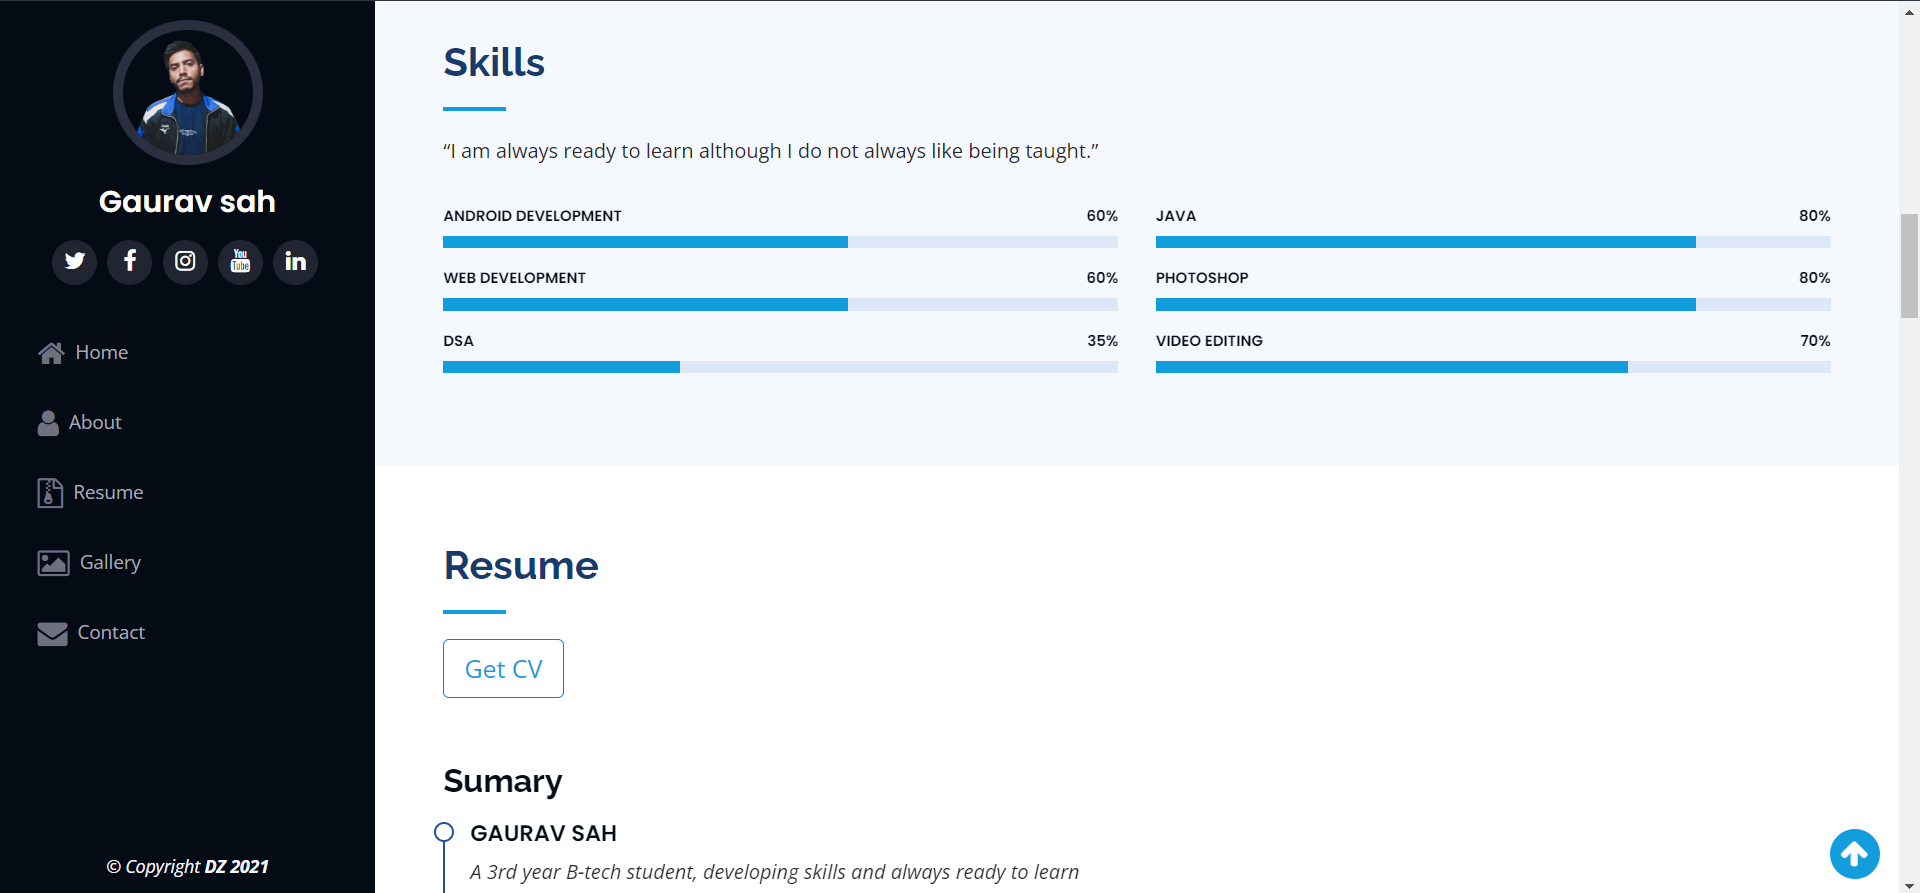 Gaurav sah
You
Tube
Home
About
Resume
Gallery
Contact
© Copyright DZ 2021
Skills
“I am always ready to learn although I do not always like being taught.”
ANDROID DEVELOPMENT 60%
WEB DEVELOPMENT 60%
DSA 35%
JAVA 80%
PHOTOSHOP 80%
VIDEO EDITING 70%
Resume
Get CV
Sumary
GAURAV SAH
A 3rd year B-tech student, developing skills and always ready to learn